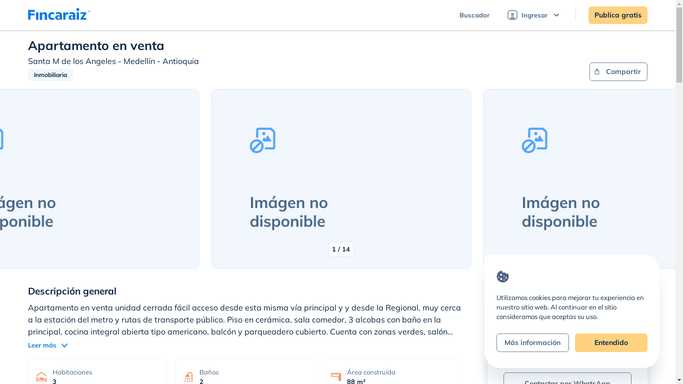 Fincaraiz
Buscador
Ingresar
Publica gratis
Apartamento en venta
Santa M de los Angeles - Medellín - Antioquia
Inmobiliaria
Compartir
Imágen no
disponible
Imágen no
disponible
Imágen no
disponible
1 / 14
Descripción general
Apartamento en venta unidad cerrada fácil acceso desde esta misma vía principal y y desde la Regional, muy cerca
a la estación del metro y rutas de transporte público. Piso en cerámica, sala comedor, 3 alcobas con baño en la
principal, cocina integral abierta tipo americano, balcón y parqueadero cubierto. Cuenta con zonas verdes, salón...
Leer más
Habitaciones
3
Baños
2
Área construida
88 m²
Utilizamos cookies para mejorar tu experiencia en
nuestro sitio web. Al continuar en el sitio
consideramos que aceptas su uso.
Más información
Entendido
Contactar por WhatsApp